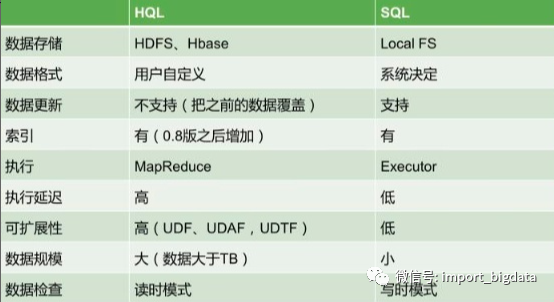 HQL SQL
数据存储 HDFS、Hbase Local FS
数据格式 用户自定义 系统决定
数据更新 不支持（把之前的数据覆盖） 支持
索引 有（0.8版之后增加） 有
执行 MapReduce Executor
执行延迟 高 低
可扩展性 高（UDF、UDAF，UDTF） 低
数据规模 大（数据大于TB） 小
数据检查 读时模式 写时模式
微信号: import_bigdata